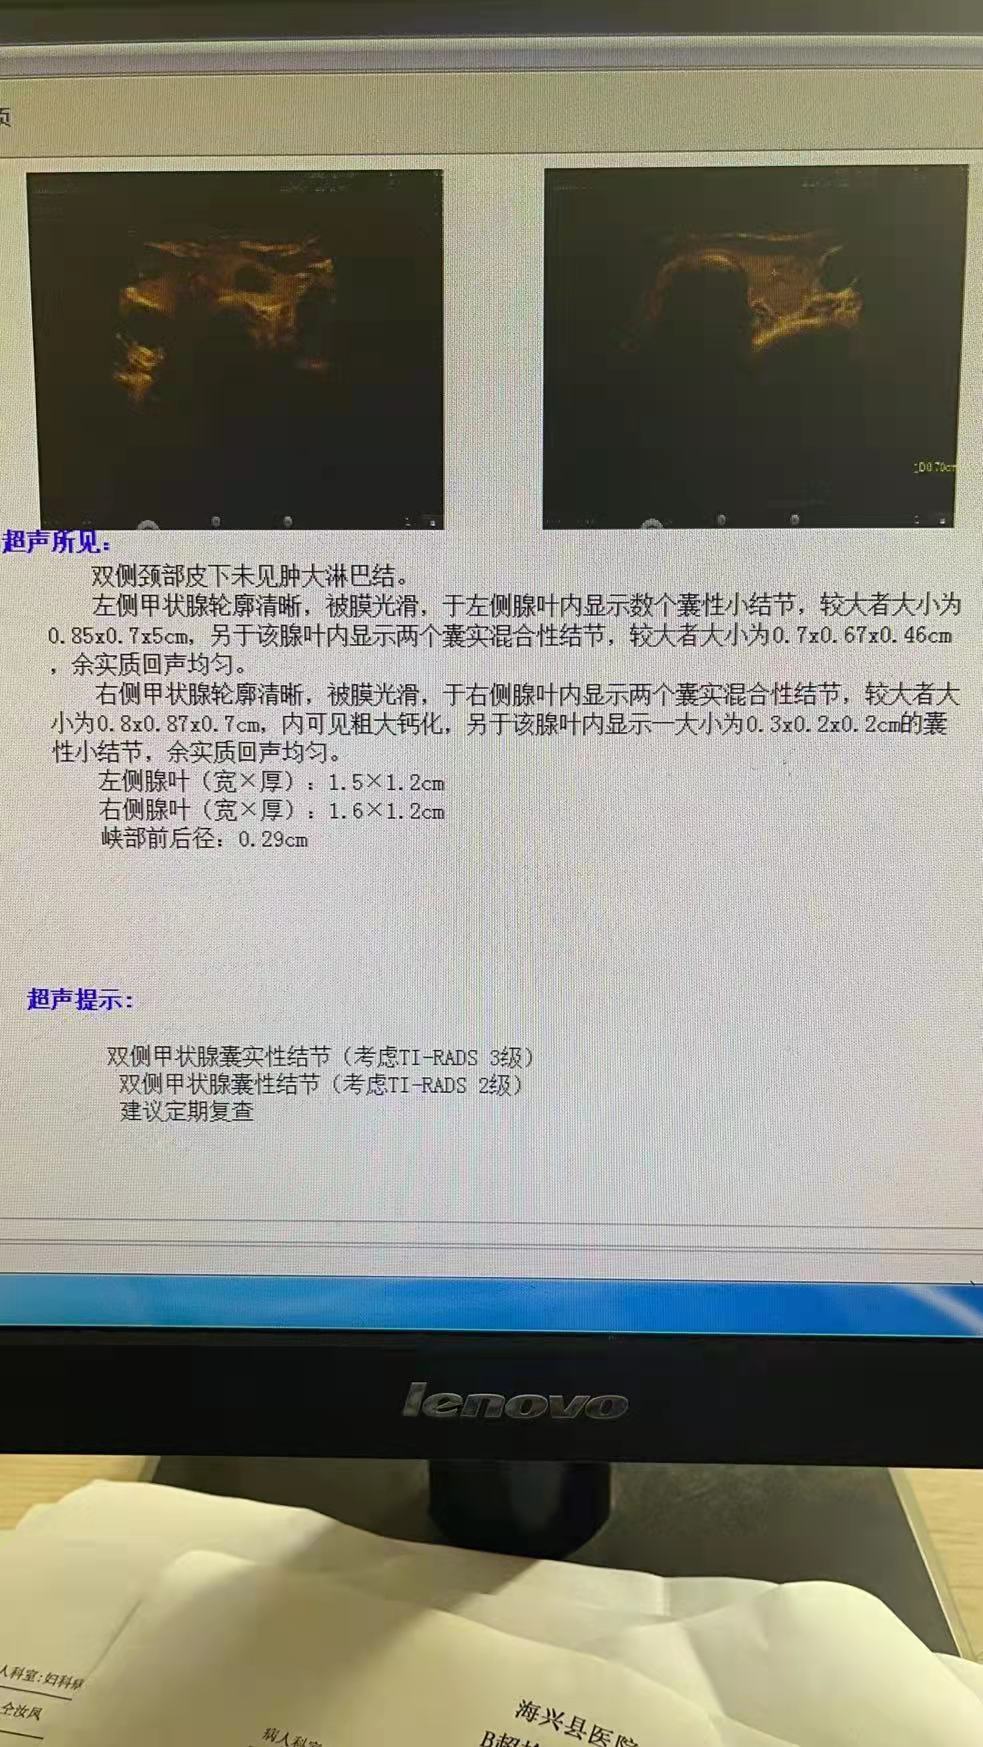 页
:D0.70cm
超声所见:
双侧颈部皮下未见肿大淋巴结。
左侧甲状腺轮廓清晰，被膜光滑，于左侧腺叶内显示数个囊性小结节，较大者大小为
0.85x0.7x5cm，另于该腺叶内显示两个囊实混合性结节，较大者大小为0.7x0.67x0.46cm
，余实质回声均匀。
右侧甲状腺轮廓清晰，被膜光滑，于右侧腺叶内显示两个囊实混合性结节，较大者大
小为0.8x0.87x0.7cm，内可见粗大钙化，另于该腺叶内显示一大小为0.3x0.2x0.2cm的囊
性小结节，余实质回声均匀。
左侧腺叶（宽×厚）: 1.5×1.2cm
右侧腺叶（宽×厚）: 1.6×1.2cm
峡部前后径: 0.29cm
超声提示:
双侧甲状腺囊实性结节（考虑TI-RADS 3级）
双侧甲状腺囊性结节（考虑TI-RADS 2级）
建议定期复查
lenovo
人科室:妇科病
仝汝凤
病人科室
海兴县医院
B超